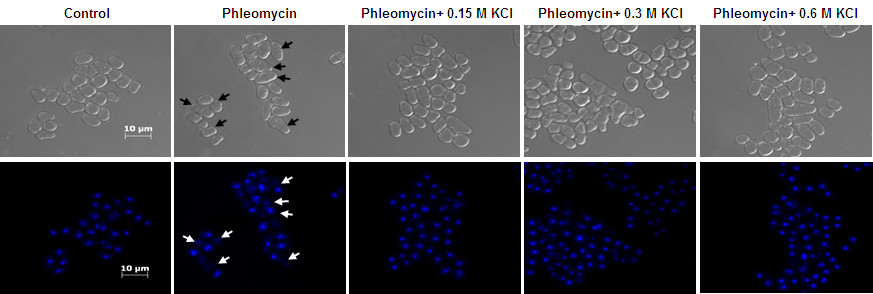 Control Phleomycin Phleomycin+ 0.15 M KCl Phleomycin+ 0.3 M KCl Phleomycin+ 0.6 M KCl
10 µm
10 µm